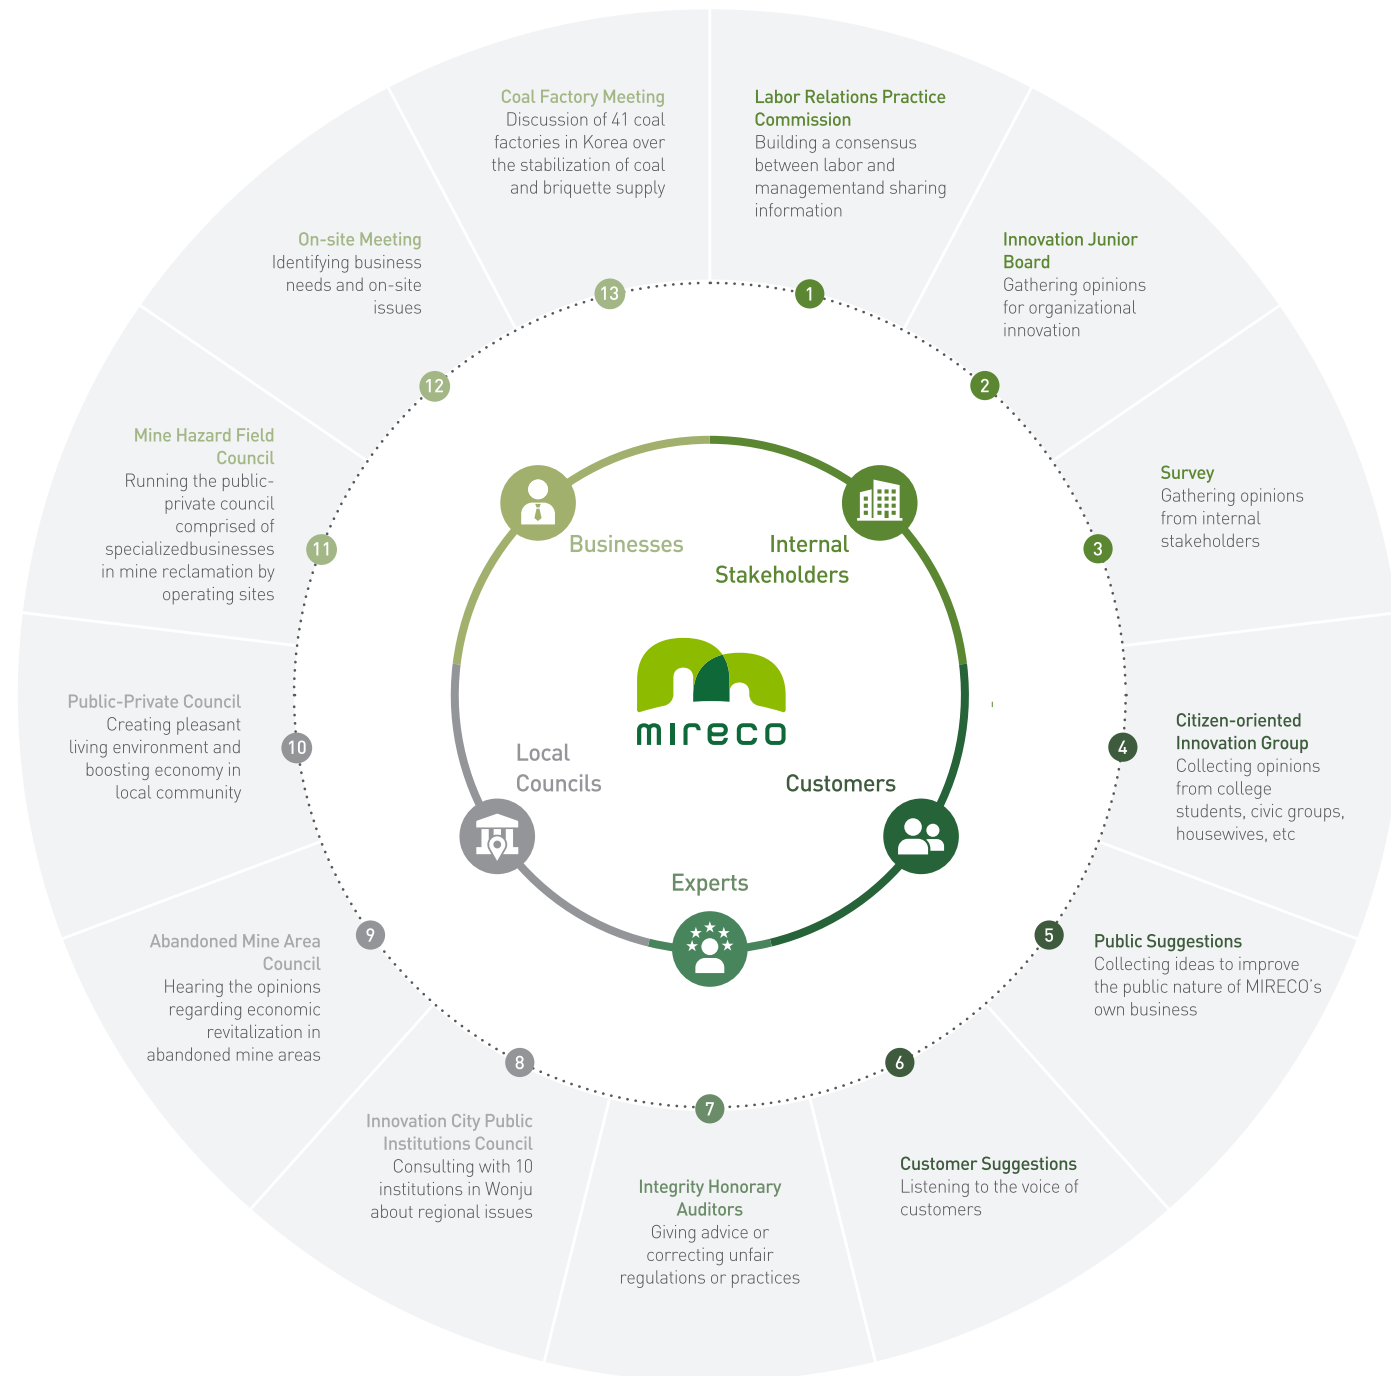 Labor Relations Practice
Commission
Building a consensus
between labor and
managementand sharing
information
1
Innovation Junior
Board
Gathering opinions
for organizational
innovation
2
Survey
Gathering opinions
from internal
stakeholders
3
Citizen-oriented
Innovation Group
Collecting opinions
from college
students, civic groups,
housewives, etc
4
Public Suggestions
Collecting ideas to improve
the public nature of MIRECO’s
own business
5
Customer Suggestions
Listening to the voice of
customers
6
Integrity Honorary
Auditors
Giving advice or
correcting unfair
regulations or practices
7
Innovation City Public
Institutions Council
Consulting with 10
institutions in Wonju
about regional issues
8
Abandoned Mine Area
Council
Hearing the opinions
regarding economic
revitalization in
abandoned mine areas
9
Public-Private Council
Creating pleasant
living environment and
boosting economy in
local community
10
Mine Hazard Field
Council
Running the public-
private council
comprised of
specializedbusinesses
in mine reclamation by
operating sites
11
On-site Meeting
Identifying business
needs and on-site
issues
12
Coal Factory Meeting
Discussion of 41 coal
factories in Korea over
the stabilization of coal
and briquette supply
13
Businesses
Internal
Stakeholders
mireco
Local
Councils
Customers
Experts